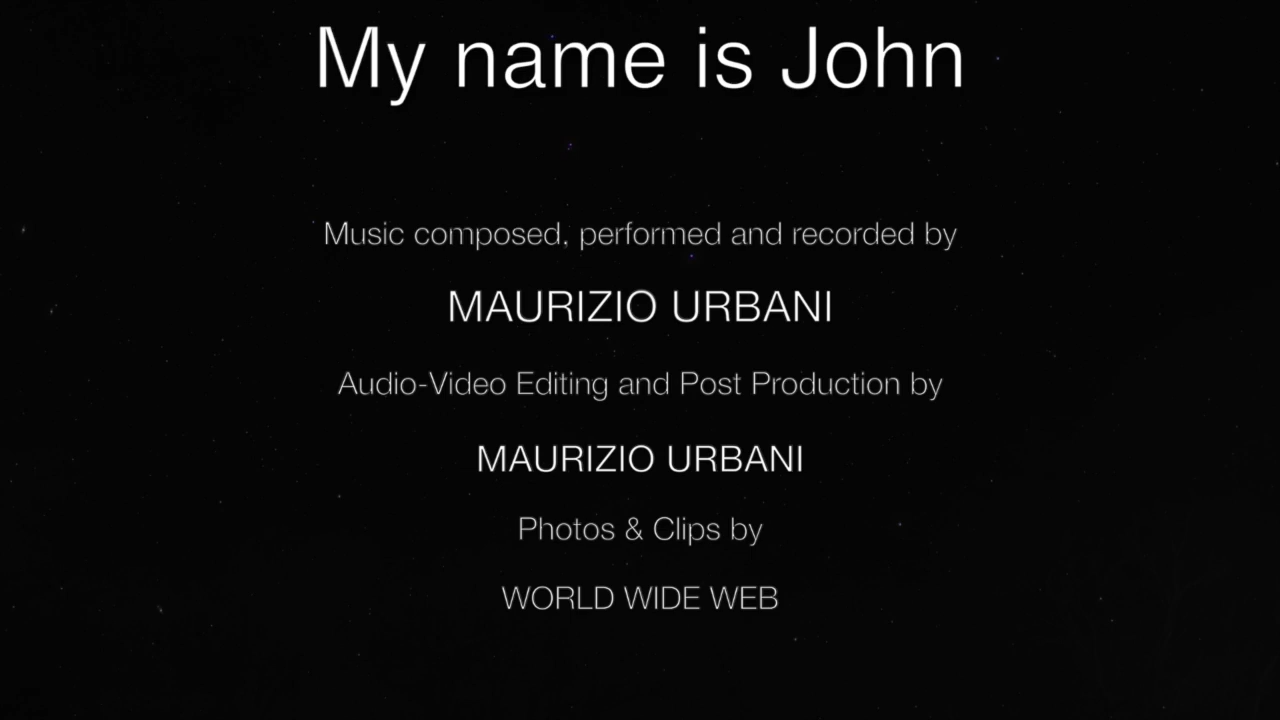 My name is John
Music composed, performed and recorded by
MAURIZIO URBANI
Audio-Video Editing and Post Production by
MAURIZIO URBANI
Photos & Clips by
WORLD WIDE WEB